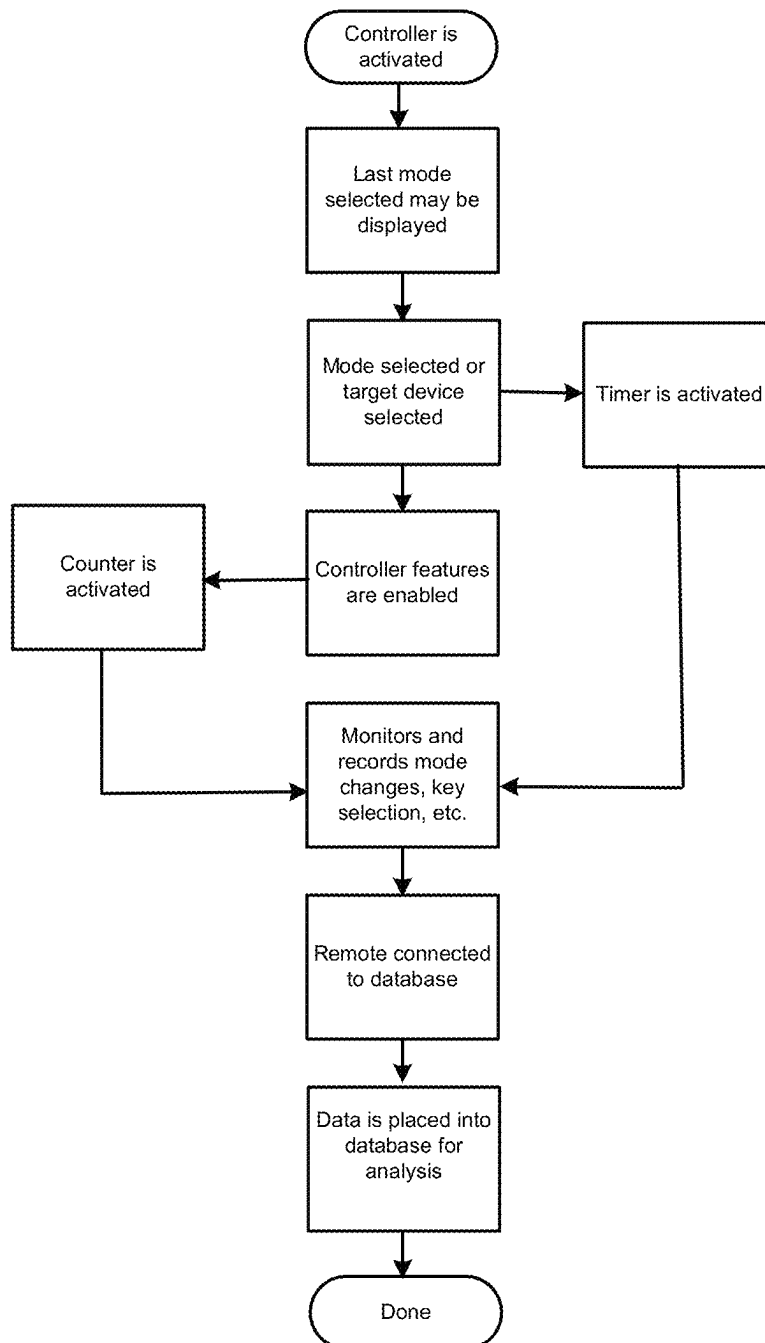 Controller is
activated
Last mode
selected may be
displayed
Mode selected or
target device
selected
Timer is activated
Counter is
activated
Controller features
are enabled
Monitors and
records mode
changes, key
selection, etc.
Remote connected
to database
Data is placed into
database for
analysis
Done